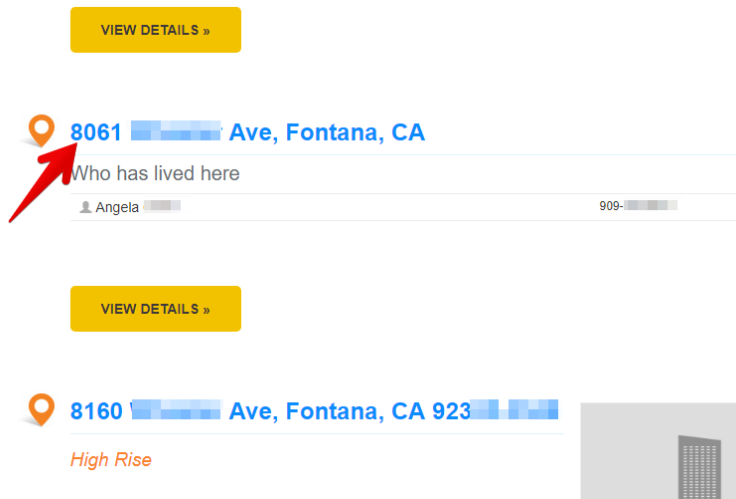 VIEW DETAILS »
8061 Ave, Fontana, CA
Who has lived here
Angela 909-
VIEW DETAILS »
8160 Ave, Fontana, CA 923
High Rise